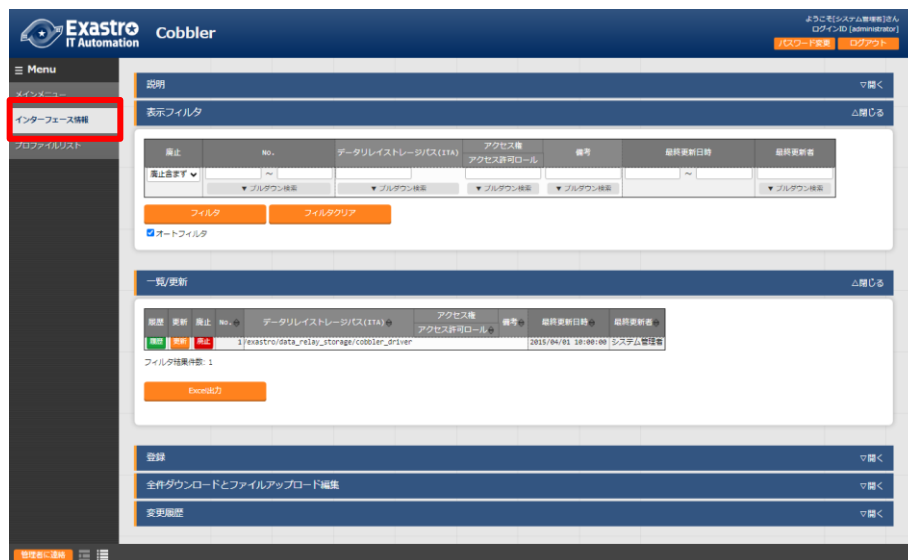 Exastro
IT Automation
Cobbler
ようこそ[システム管理者]さん
ログインID [administrator]
パスワード変更
ログアウト
Menu
メインメニュー
インターフェース情報
プロファイルリスト
説明
▽開く
表示フィルタ
△閉じる
廃止 No. データリレイストレージパス(ITA) アクセス権 備考 最終更新日時 最終更新者
アクセス許可ロール
廃止含まず ～ ～
▼ プルダウン検索 ▼ プルダウン検索 ▼ プルダウン検索 ▼ プルダウン検索 ▼ プルダウン検索
フィルタ フィルタクリア
オートフィルタ
一覧/更新
△閉じる
履歴 更新 廃止 No. データリレイストレージパス(ITA) アクセス権 備考 最終更新日時 最終更新者
アクセス許可ロール
履歴 更新 廃止 1 /exastro/data_relay_storage/cobbler_driver 2015/04/01 10:00:00 システム管理者
フィルタ結果件数: 1
Excel出力
登録
▽開く
全件ダウンロードとファイルアップロード編集
▽開く
変更履歴
▽開く
管理者に連絡